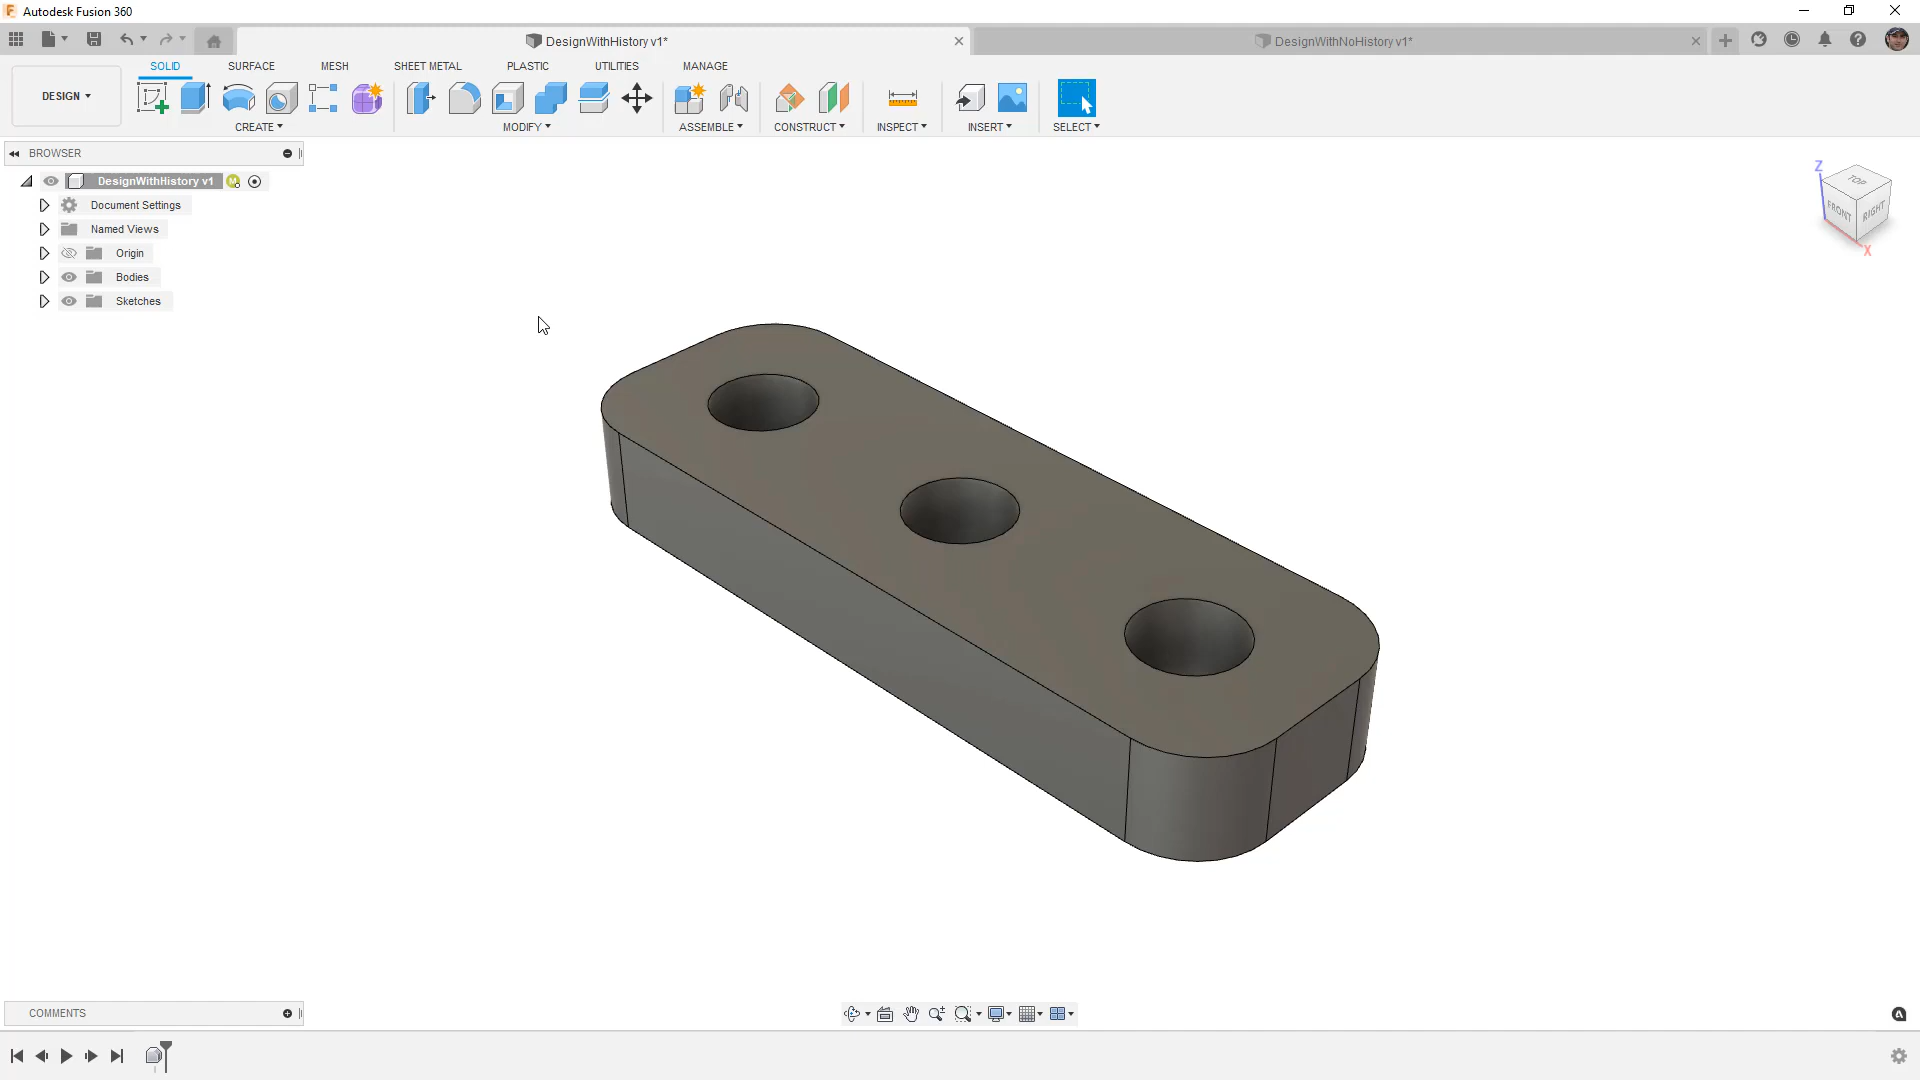 Autodesk Fusion 360
DesignWithHistory v1*
DesignWithNoHistory v1*
SOLID SURFACE MESH SHEET METAL PLASTIC UTILITIES MANAGE
DESIGN
CREATE MODIFY ASSEMBLE CONSTRUCT INSPECT INSERT SELECT
BROWSER
DesignWithHistory v1
Document Settings
Named Views
Origin
Bodies
Sketches
Z
TOP
FRONT RIGHT
X
COMMENTS